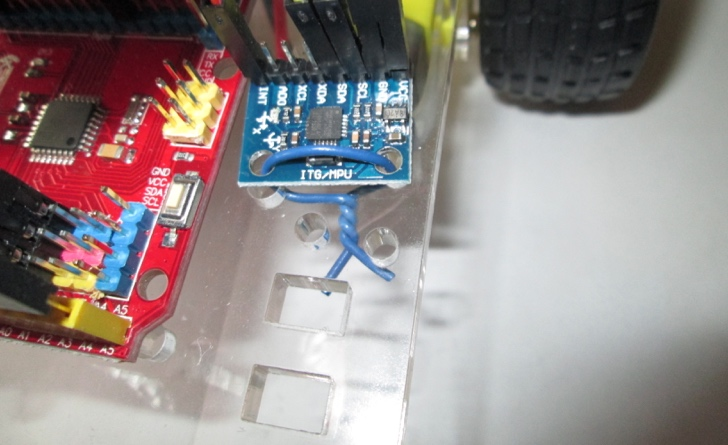 INT
ADO
XCL
XDA
SDA
SCL
GND
VCC
X
Y
ITG/MPU
GND
VCC
SDA
SCL
A4 A5
A0 A1 A2 A3 A4 A5